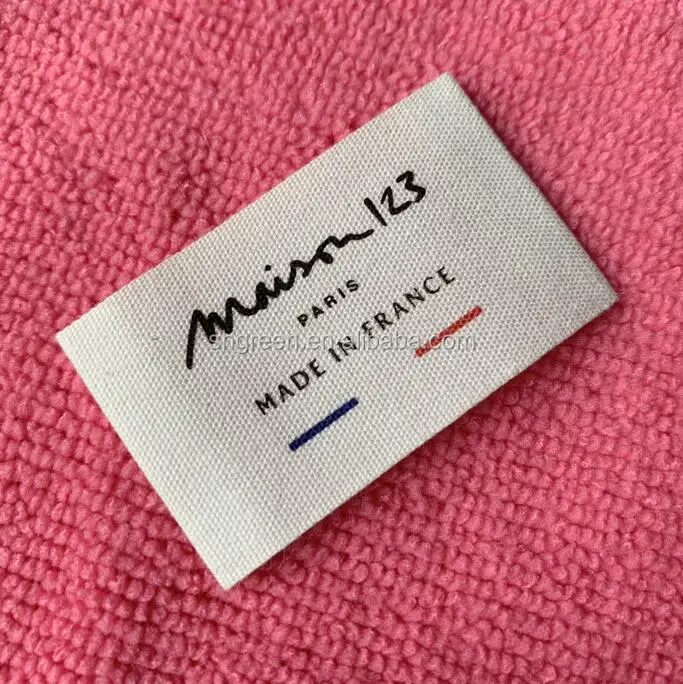 maison 123
PARIS
MADE IN FRANCE
shgreen.en.alibaba.com